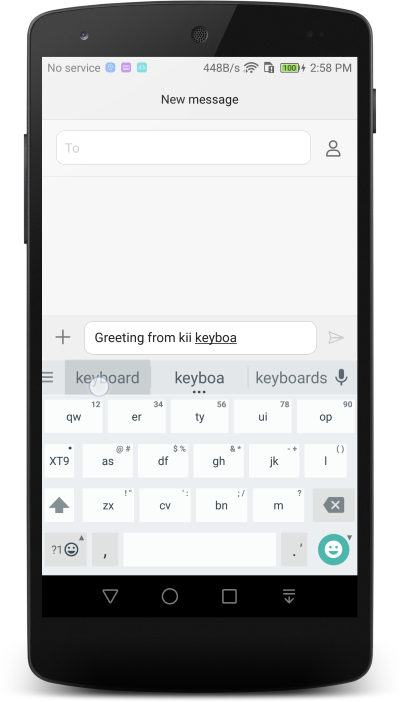 No service 448B/s 100 2:58 PM
New message
To
Greeting from kii keyboa
keyboard keyboa keyboards
12 34 56 78 90
qw er ty ui op
@# $% &* -+ ()
XT9 as df gh jk l
!" ': ;/ ?
zx cv bn m
?1 , .'